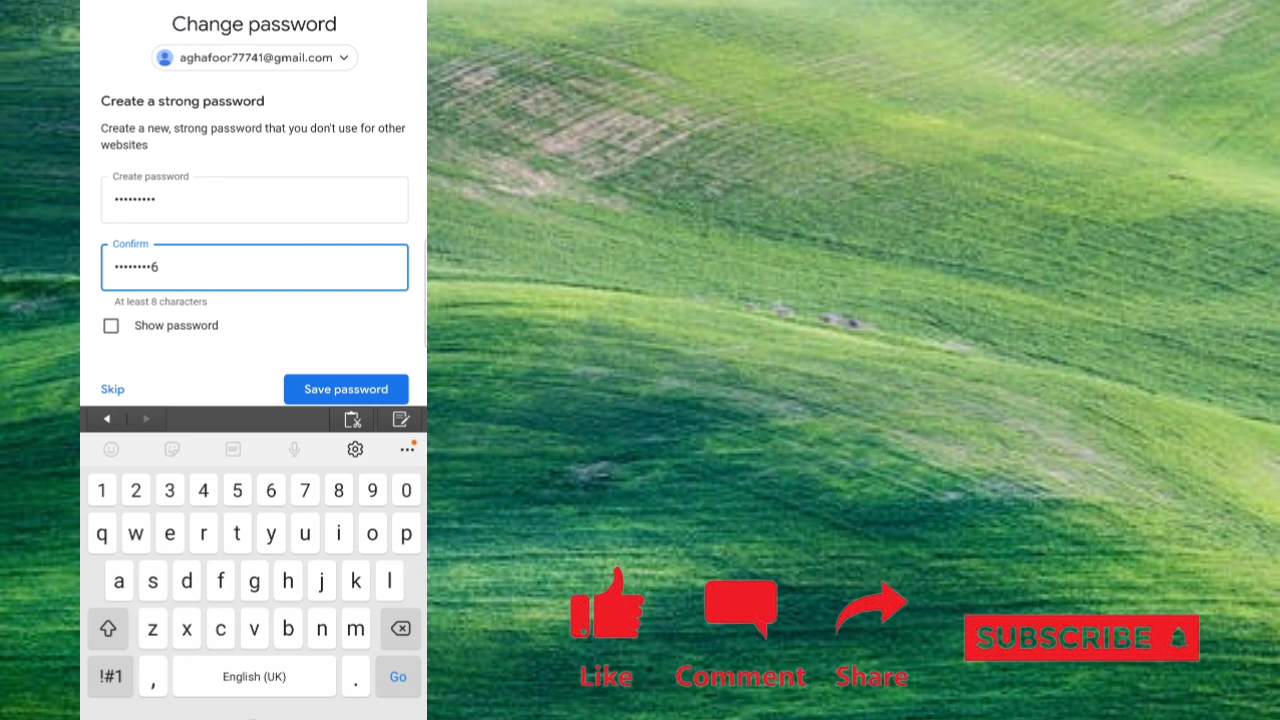 Change password
aghafoor77741@gmail.com
Create a strong password
Create a new, strong password that you don't use for other
websites
Create password
•••••••••
Confirm
••••••••6
At least 8 characters
Show password
Skip
Save password
GIF
1 2 3 4 5 6 7 8 9 0
q w e r t y u i o p
a s d f g h j k l
z x c v b n m
!#1 , English (UK) . Go
SUBSCRIBE
Like Comment Share